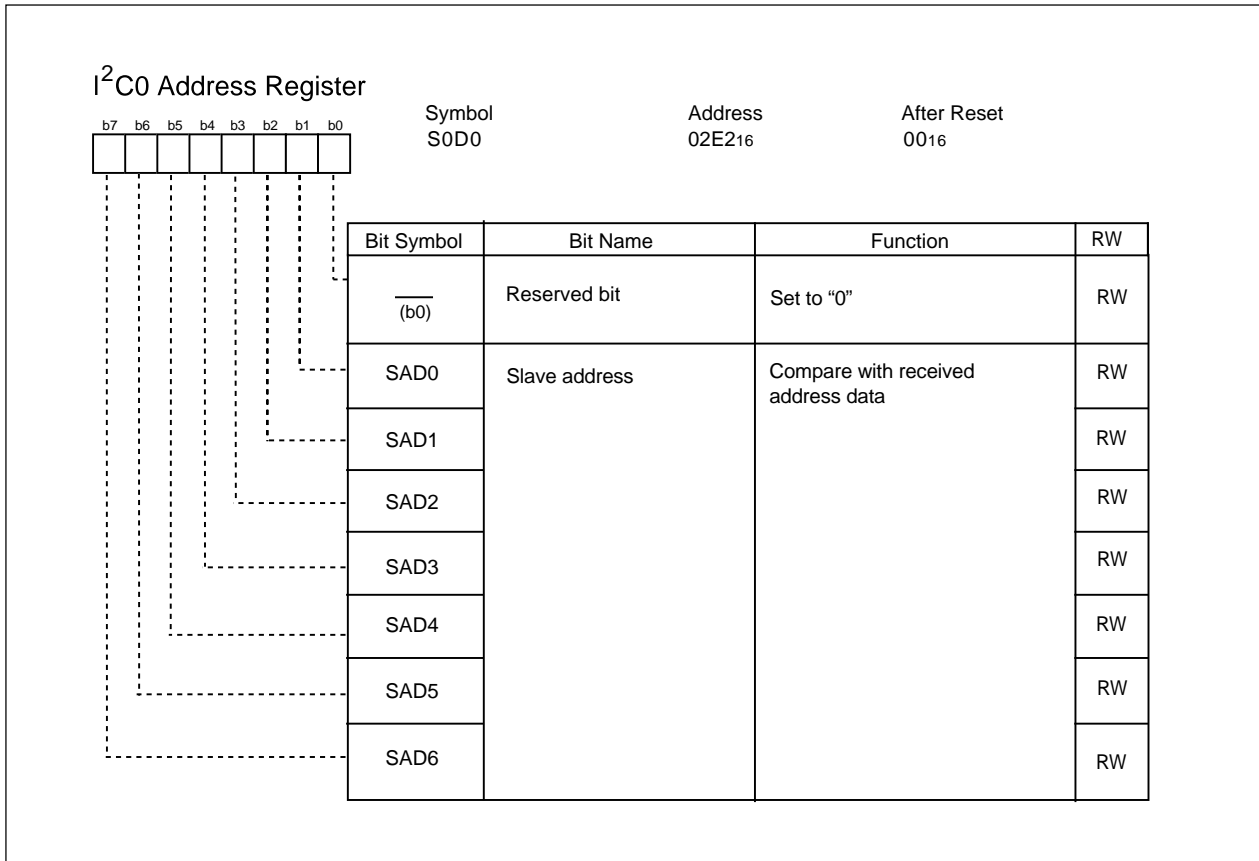 I²C0 Address Register
Symbol Address After Reset
b7 b6 b5 b4 b3 b2 b1 b0
S0D0 02E216 0016
Bit Symbol Bit Name Function RW
(b0) Reserved bit Set to “0” RW
SAD0 Slave address Compare with received RW
address data
SAD1 RW
SAD2 RW
SAD3 RW
SAD4 RW
SAD5 RW
SAD6 RW